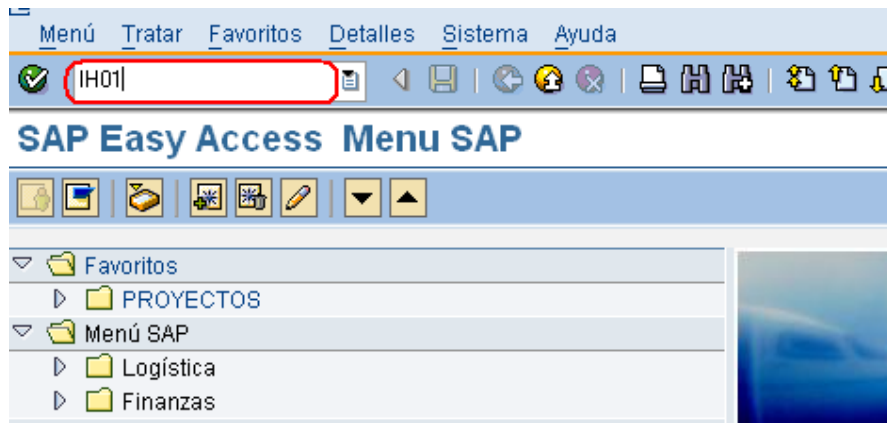 Menú Tratar Favoritos Detalles Sistema Ayuda
IH01
SAP Easy Access Menu SAP
Favoritos
PROYECTOS
Menú SAP
Logística
Finanzas